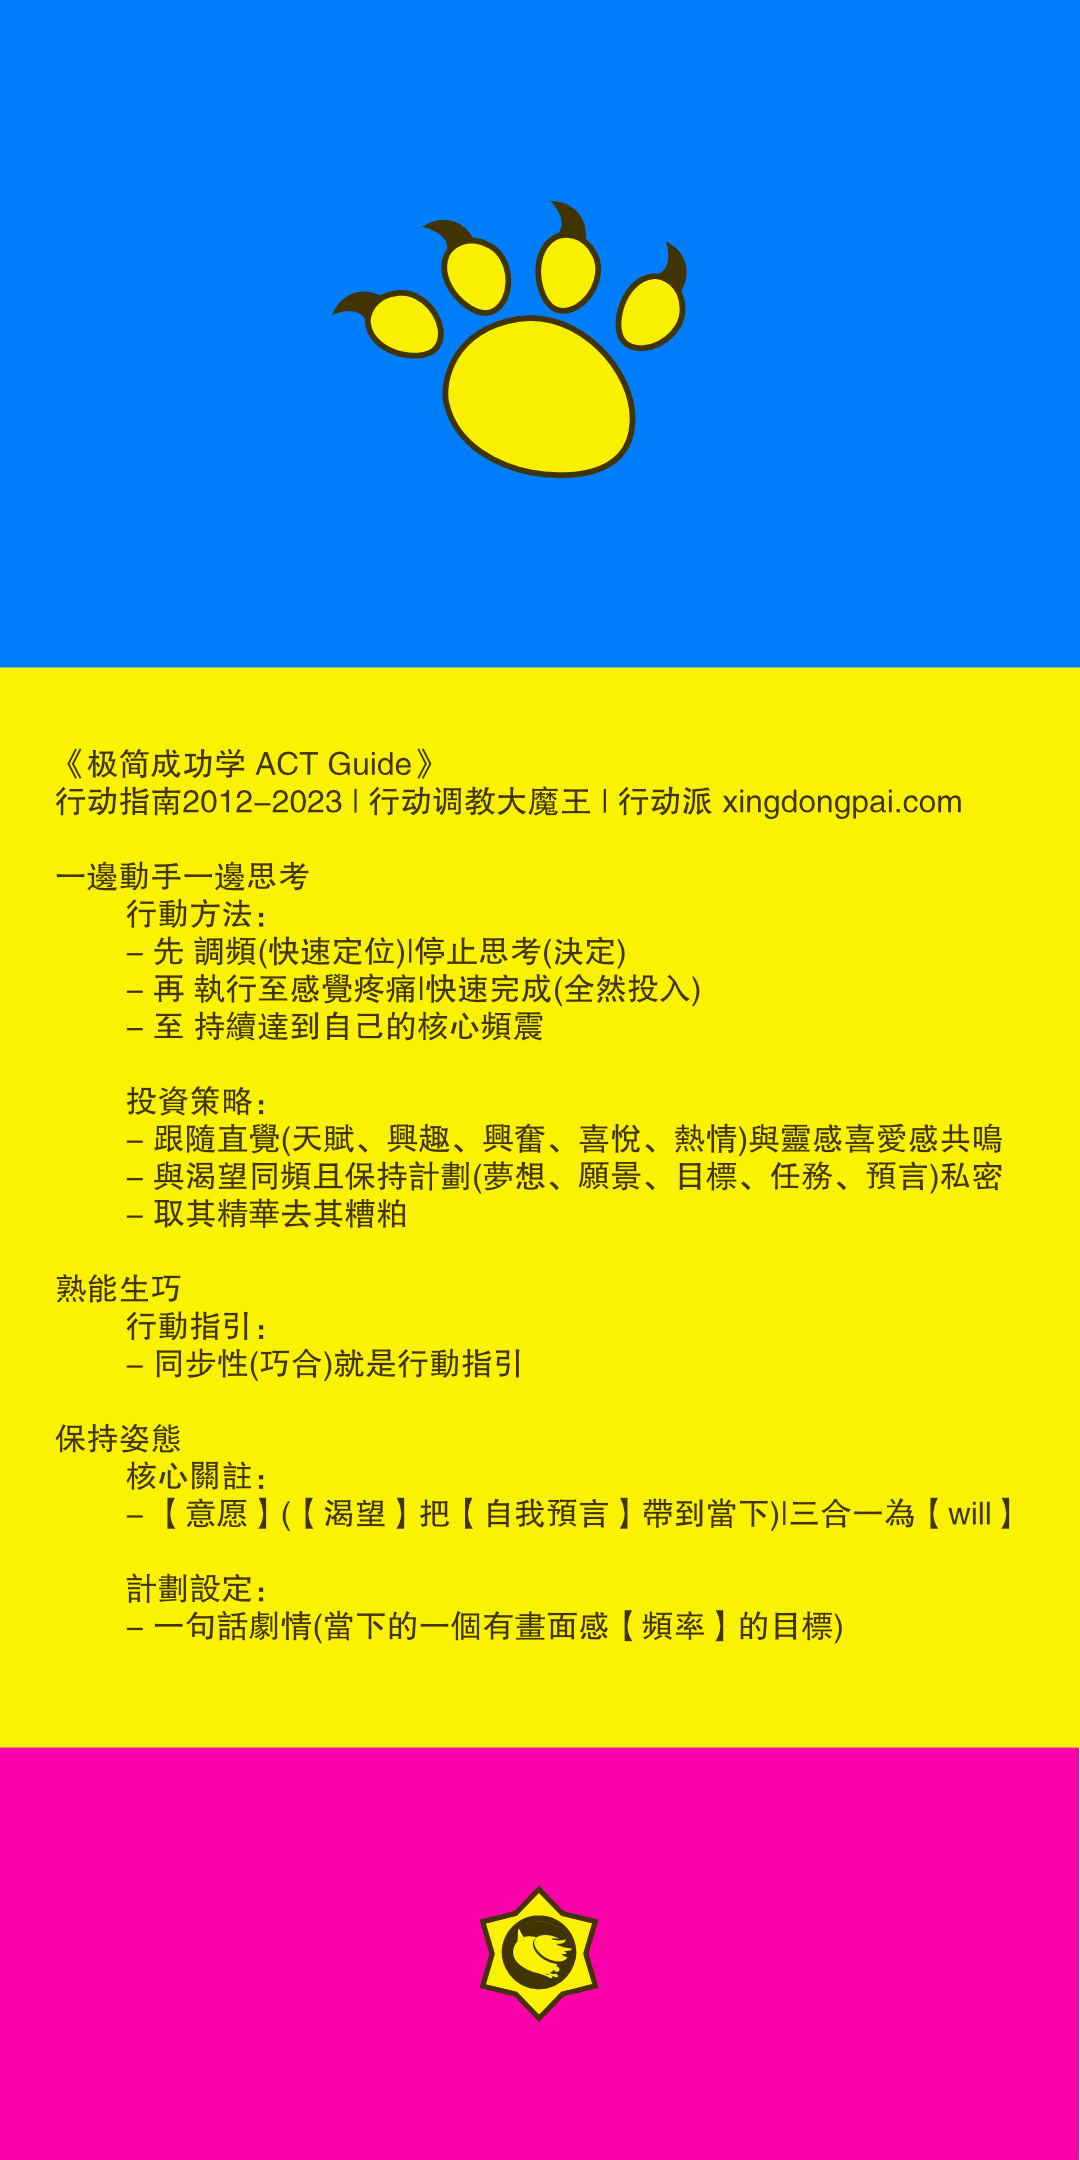 《极简成功学 ACT Guide》
行动指南2012–2023 | 行动调教大魔王 | 行动派 xingdongpai.com
一邊動手一邊思考
行動方法：
– 先 調頻(快速定位)|停止思考(決定)
– 再 執行至感覺疼痛|快速完成(全然投入)
– 至 持續達到自己的核心頻震
投資策略：
– 跟隨直覺(天賦、興趣、興奮、喜悅、熱情)與靈感喜愛感共鳴
– 與渴望同頻且保持計劃(夢想、願景、目標、任務、預言)私密
– 取其精華去其糟粕
熟能生巧
行動指引：
– 同步性(巧合)就是行動指引
保持姿態
核心關註：
– 【意愿】(【渴望】把【自我預言】帶到當下)|三合一為【will】
計劃設定：
– 一句話劇情(當下的一個有畫面感【頻率】的目標)